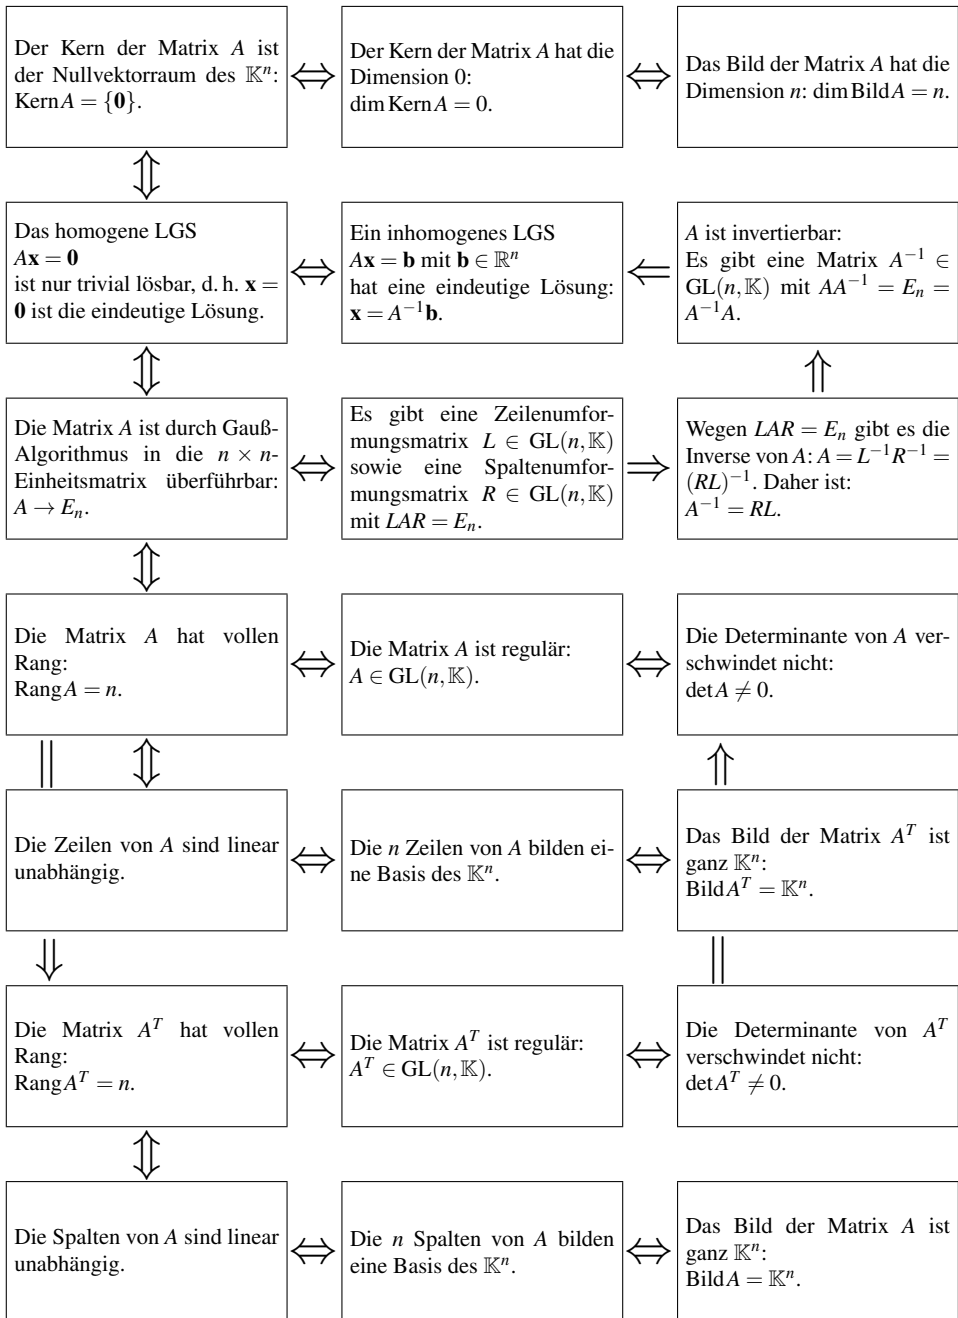 Der Kern der Matrix A ist
der Nullvektorraum des 𝕂ⁿ:
Kern A = {𝟎}.
⟺
Der Kern der Matrix A hat die
Dimension 0:
dim Kern A = 0.
⟺
Das Bild der Matrix A hat die
Dimension n: dim Bild A = n.
⇕
Das homogene LGS
A𝐱 = 𝟎
ist nur trivial lösbar, d. h. 𝐱 =
𝟎 ist die eindeutige Lösung.
⟺
Ein inhomogenes LGS
A𝐱 = 𝐛 mit 𝐛 ∈ ℝⁿ
hat eine eindeutige Lösung:
𝐱 = A⁻¹𝐛.
⟸
A ist invertierbar:
Es gibt eine Matrix A⁻¹ ∈
GL(n,𝕂) mit AA⁻¹ = Eₙ =
A⁻¹A.
⇕ ⇑
Die Matrix A ist durch Gauß-
Algorithmus in die n × n-
Einheitsmatrix überführbar:
A → Eₙ.
⟺
Es gibt eine Zeilenumfor-
mungsmatrix L ∈ GL(n,𝕂)
sowie eine Spaltenumfor-
mungsmatrix R ∈ GL(n,𝕂)
mit LAR = Eₙ.
⟹
Wegen LAR = Eₙ gibt es die
Inverse von A: A = L⁻¹R⁻¹ =
(RL)⁻¹. Daher ist:
A⁻¹ = RL.
⇕
Die Matrix A hat vollen
Rang:
Rang A = n.
⟺
Die Matrix A ist regulär:
A ∈ GL(n,𝕂).
⟺
Die Determinante von A ver-
schwindet nicht:
det A ≠ 0.
|| ⇕ ⇑
Die Zeilen von A sind linear
unabhängig.
⟺
Die n Zeilen von A bilden ei-
ne Basis des 𝕂ⁿ.
⟺
Das Bild der Matrix Aᵀ ist
ganz 𝕂ⁿ:
Bild Aᵀ = 𝕂ⁿ.
⇓ ||
Die Matrix Aᵀ hat vollen
Rang:
Rang Aᵀ = n.
⟺
Die Matrix Aᵀ ist regulär:
Aᵀ ∈ GL(n,𝕂).
⟺
Die Determinante von Aᵀ
verschwindet nicht:
det Aᵀ ≠ 0.
⇕
Die Spalten von A sind linear
unabhängig.
⟺
Die n Spalten von A bilden
eine Basis des 𝕂ⁿ.
⟺
Das Bild der Matrix A ist
ganz 𝕂ⁿ:
Bild A = 𝕂ⁿ.